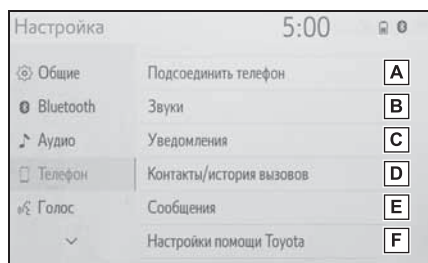 Настройка 5:00
Общие
Bluetooth
Аудио
Телефон
Голос
Подсоединить телефон A
Звуки B
Уведомления C
Контакты/история вызовов D
Сообщения E
Настройки помощи Toyota F